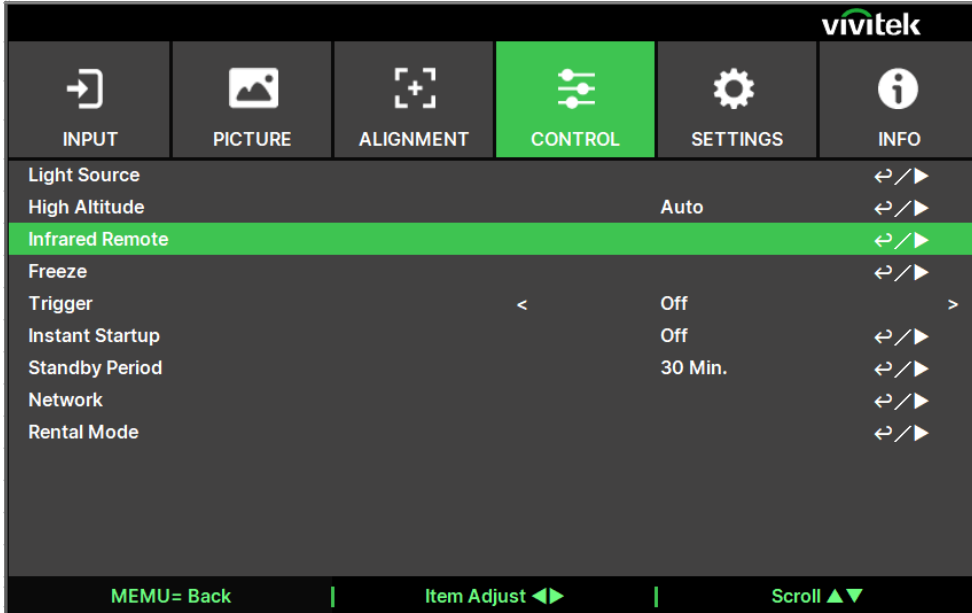 vivitek
INPUT PICTURE ALIGNMENT CONTROL SETTINGS INFO
Light Source
High Altitude Auto
Infrared Remote
Freeze
Trigger < Off >
Instant Startup Off
Standby Period 30 Min.
Network
Rental Mode
MEMU= Back Item Adjust ◀▶ Scroll ▲▼